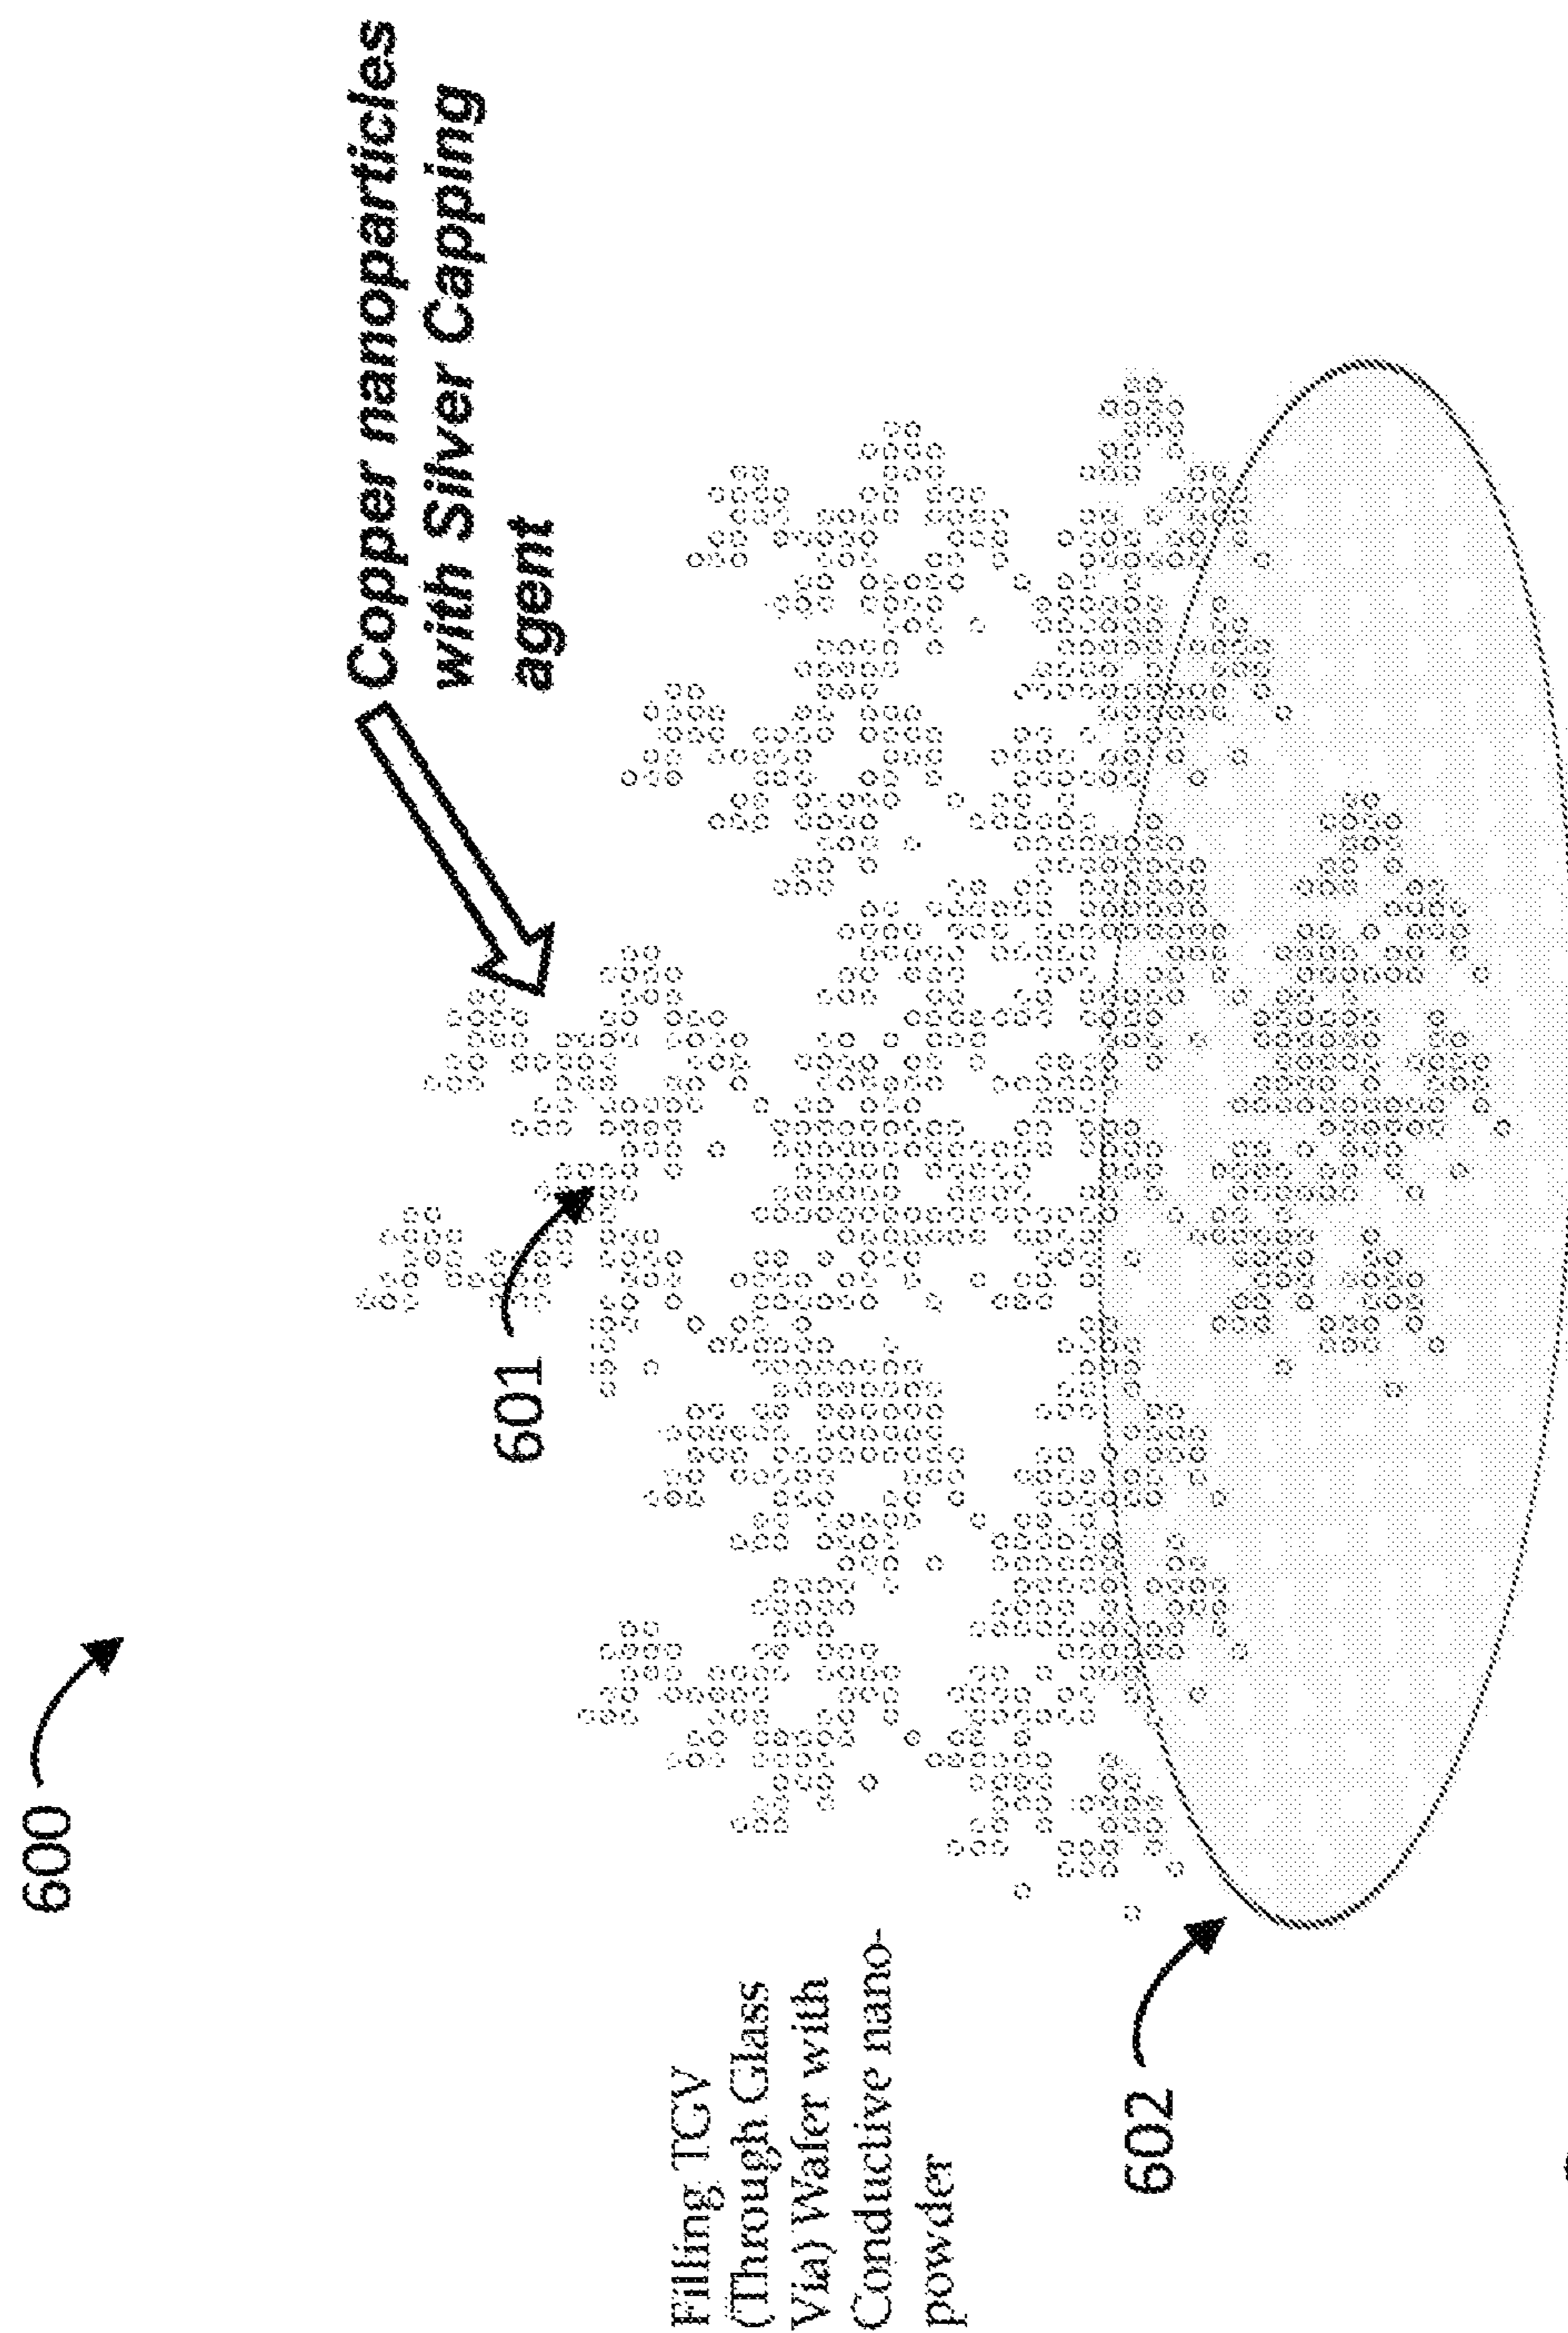 600
Copper nanoparticles
with Silver Capping
agent
601
Filling TGV
(Through Glass
Via) Wafer with
Conductive nano-
powder
602